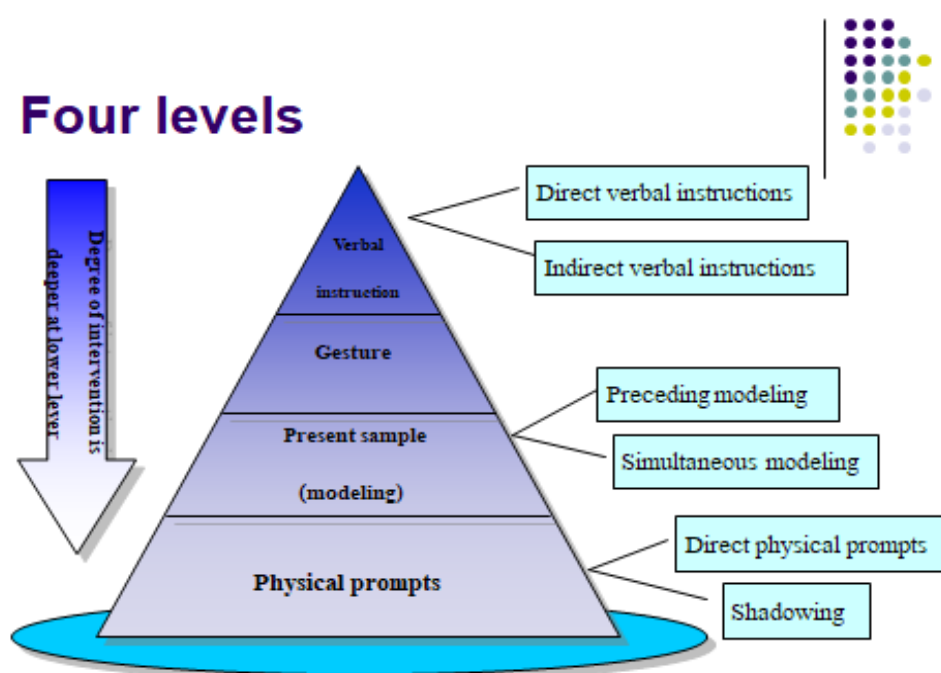 Four levels
Degree of intervention is
deeper at lower lever
Verbal
instruction
Direct verbal instructions
Indirect verbal instructions
Gesture
Present sample
(modeling)
Preceding modeling
Simultaneous modeling
Physical prompts
Direct physical prompts
Shadowing